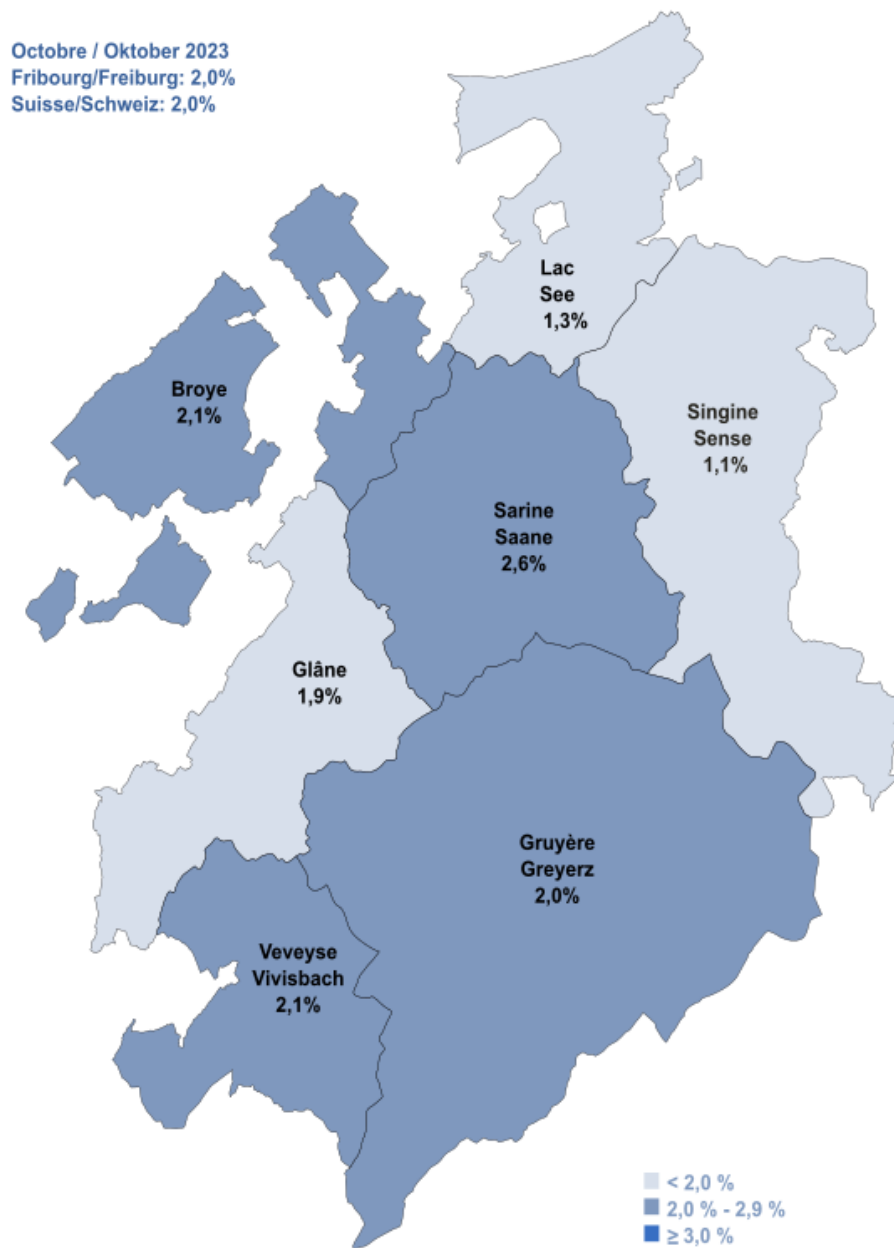 Octobre / Oktober 2023
Fribourg/Freiburg: 2,0%
Suisse/Schweiz: 2,0%
Lac
See
1,3%
Broye
2,1%
Singine
Sense
1,1%
Sarine
Saane
2,6%
Glâne
1,9%
Gruyère
Greyerz
2,0%
Veveyse
Vivisbach
2,1%
< 2,0 %
2,0 % - 2,9 %
≥ 3,0 %